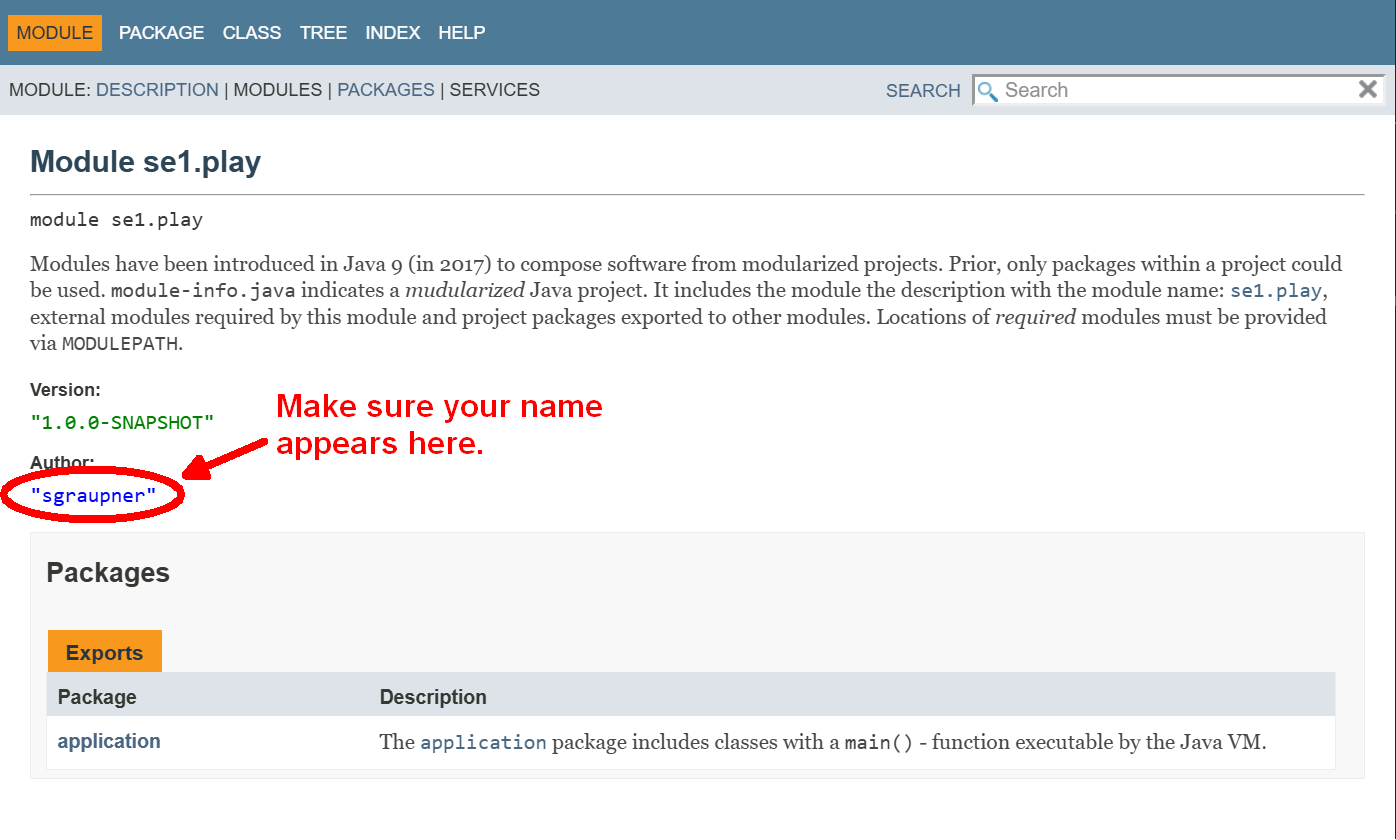 MODULE PACKAGE CLASS TREE INDEX HELP
MODULE: DESCRIPTION | MODULES | PACKAGES | SERVICES SEARCH Search
Module se1.play
module se1.play
Modules have been introduced in Java 9 (in 2017) to compose software from modularized projects. Prior, only packages within a project could
be used. module-info.java indicates a mudularized Java project. It includes the module the description with the module name: se1.play,
external modules required by this module and project packages exported to other modules. Locations of required modules must be provided
via MODULEPATH.
Version:
"1.0.0-SNAPSHOT"
Make sure your name
appears here.
Author:
"sgraupner"
Packages
Exports
Package Description
application The application package includes classes with a main() - function executable by the Java VM.